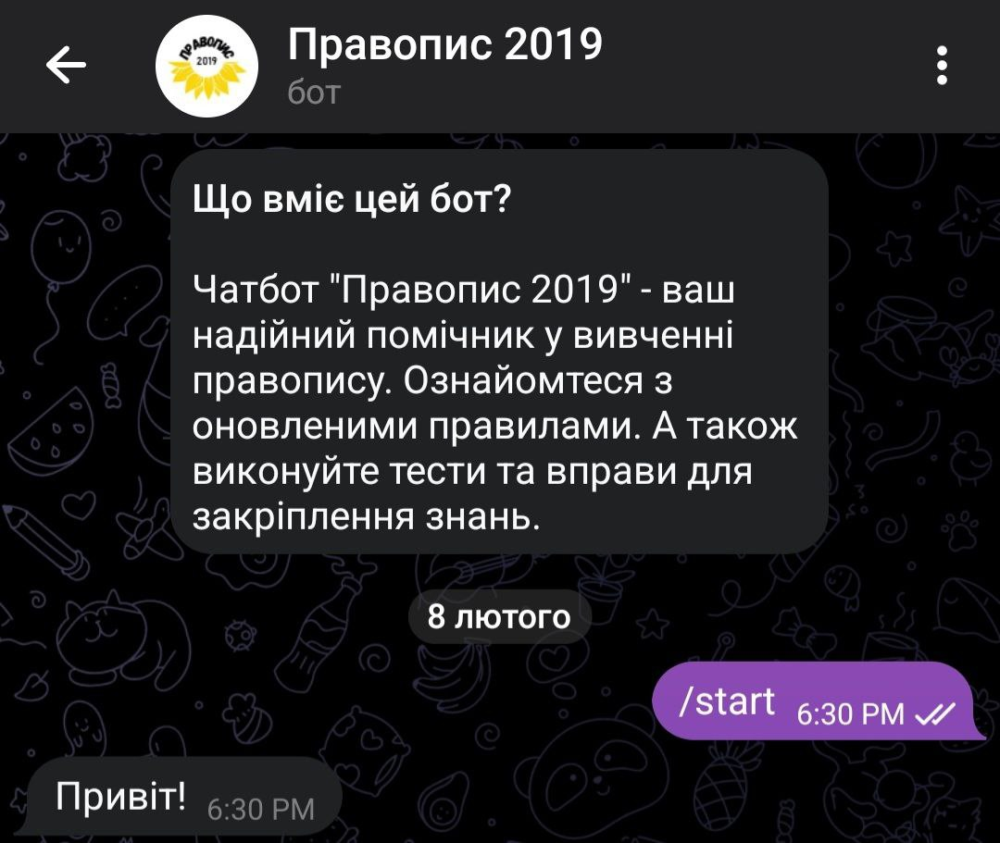 ПРАВОПИС
2019
Правопис 2019
бот
Що вміє цей бот?
Чатбот "Правопис 2019" - ваш
надійний помічник у вивченні
правопису. Ознайомтеся з
оновленими правилами. А також
виконуйте тести та вправи для
закріплення знань.
8 лютого
/start 6:30 PM
Привіт! 6:30 PM